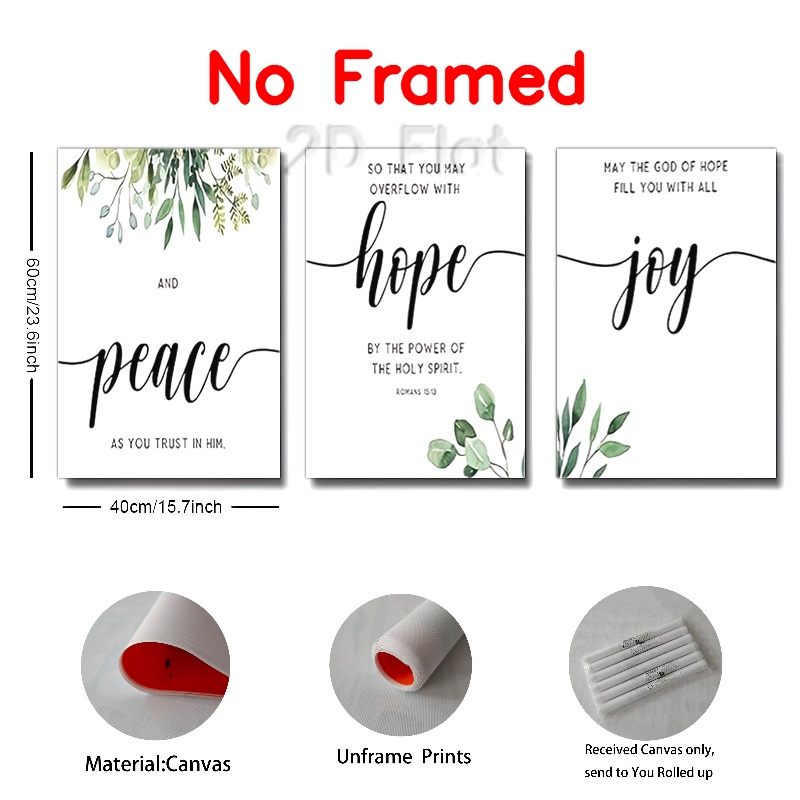 No Framed
2D Flat
60cm/23.6inch
AND
peace
AS YOU TRUST IN HIM.
40cm/15.7inch
SO THAT YOU MAY
OVERFLOW WITH
hope
BY THE POWER OF
THE HOLY SPIRIT.
ROMANS 15:13
MAY THE GOD OF HOPE
FILL YOU WITH ALL
joy
Material:Canvas
Unframe Prints
Received Canvas only,
send to You Rolled up